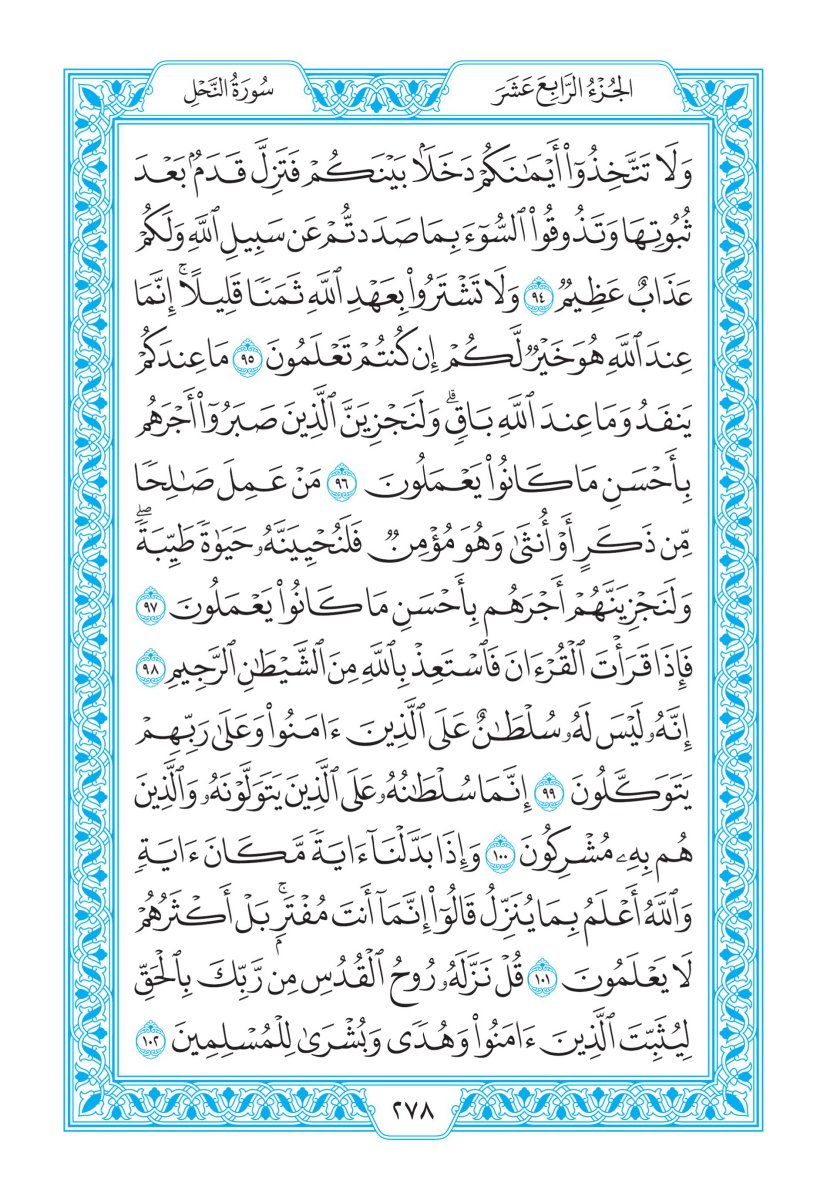 الجُزْءُ الرَّابِعَ عَشَرَ
سُورَةُ النَّحْلِ
وَلَا تَتَّخِذُوٓا۟ أَيْمَـٰنَكُمْ دَخَلًۢا بَيْنَكُمْ فَتَزِلَّ قَدَمٌۢ بَعْدَ
ثُبُوتِهَا وَتَذُوقُوا۟ ٱلسُّوٓءَ بِمَا صَدَدتُّمْ عَن سَبِيلِ ٱللَّهِ وَلَكُمْ
عَذَابٌ عَظِيمٌ ٩٤ وَلَا تَشْتَرُوا۟ بِعَهْدِ ٱللَّهِ ثَمَنًا قَلِيلًا ۚ إِنَّمَا
عِندَ ٱللَّهِ هُوَ خَيْرٌ لَّكُمْ إِن كُنتُمْ تَعْلَمُونَ ٩٥ مَا عِندَكُمْ
يَنفَدُ وَمَا عِندَ ٱللَّهِ بَاقٍ ۗ وَلَنَجْزِيَنَّ ٱلَّذِينَ صَبَرُوٓا۟ أَجْرَهُم
بِأَحْسَنِ مَا كَانُوا۟ يَعْمَلُونَ ٩٦ مَنْ عَمِلَ صَـٰلِحًا
مِّن ذَكَرٍ أَوْ أُنثَىٰ وَهُوَ مُؤْمِنٌ فَلَنُحْيِيَنَّهُۥ حَيَوٰةً طَيِّبَةً ۖ
وَلَنَجْزِيَنَّهُمْ أَجْرَهُم بِأَحْسَنِ مَا كَانُوا۟ يَعْمَلُونَ ٩٧
فَإِذَا قَرَأْتَ ٱلْقُرْءَانَ فَٱسْتَعِذْ بِٱللَّهِ مِنَ ٱلشَّيْطَـٰنِ ٱلرَّجِيمِ ٩٨
إِنَّهُۥ لَيْسَ لَهُۥ سُلْطَـٰنٌ عَلَى ٱلَّذِينَ ءَامَنُوا۟ وَعَلَىٰ رَبِّهِمْ
يَتَوَكَّلُونَ ٩٩ إِنَّمَا سُلْطَـٰنُهُۥ عَلَى ٱلَّذِينَ يَتَوَلَّوْنَهُۥ وَٱلَّذِينَ
هُم بِهِۦ مُشْرِكُونَ ١٠٠ وَإِذَا بَدَّلْنَآ ءَايَةً مَّكَانَ ءَايَةٍ
وَٱللَّهُ أَعْلَمُ بِمَا يُنَزِّلُ قَالُوٓا۟ إِنَّمَآ أَنتَ مُفْتَرٍۭ ۚ بَلْ أَكْثَرُهُمْ
لَا يَعْلَمُونَ ١٠١ قُلْ نَزَّلَهُۥ رُوحُ ٱلْقُدُسِ مِن رَّبِّكَ بِٱلْحَقِّ
لِيُثَبِّتَ ٱلَّذِينَ ءَامَنُوا۟ وَهُدًى وَبُشْرَىٰ لِلْمُسْلِمِينَ ١٠٢
٢٧٨